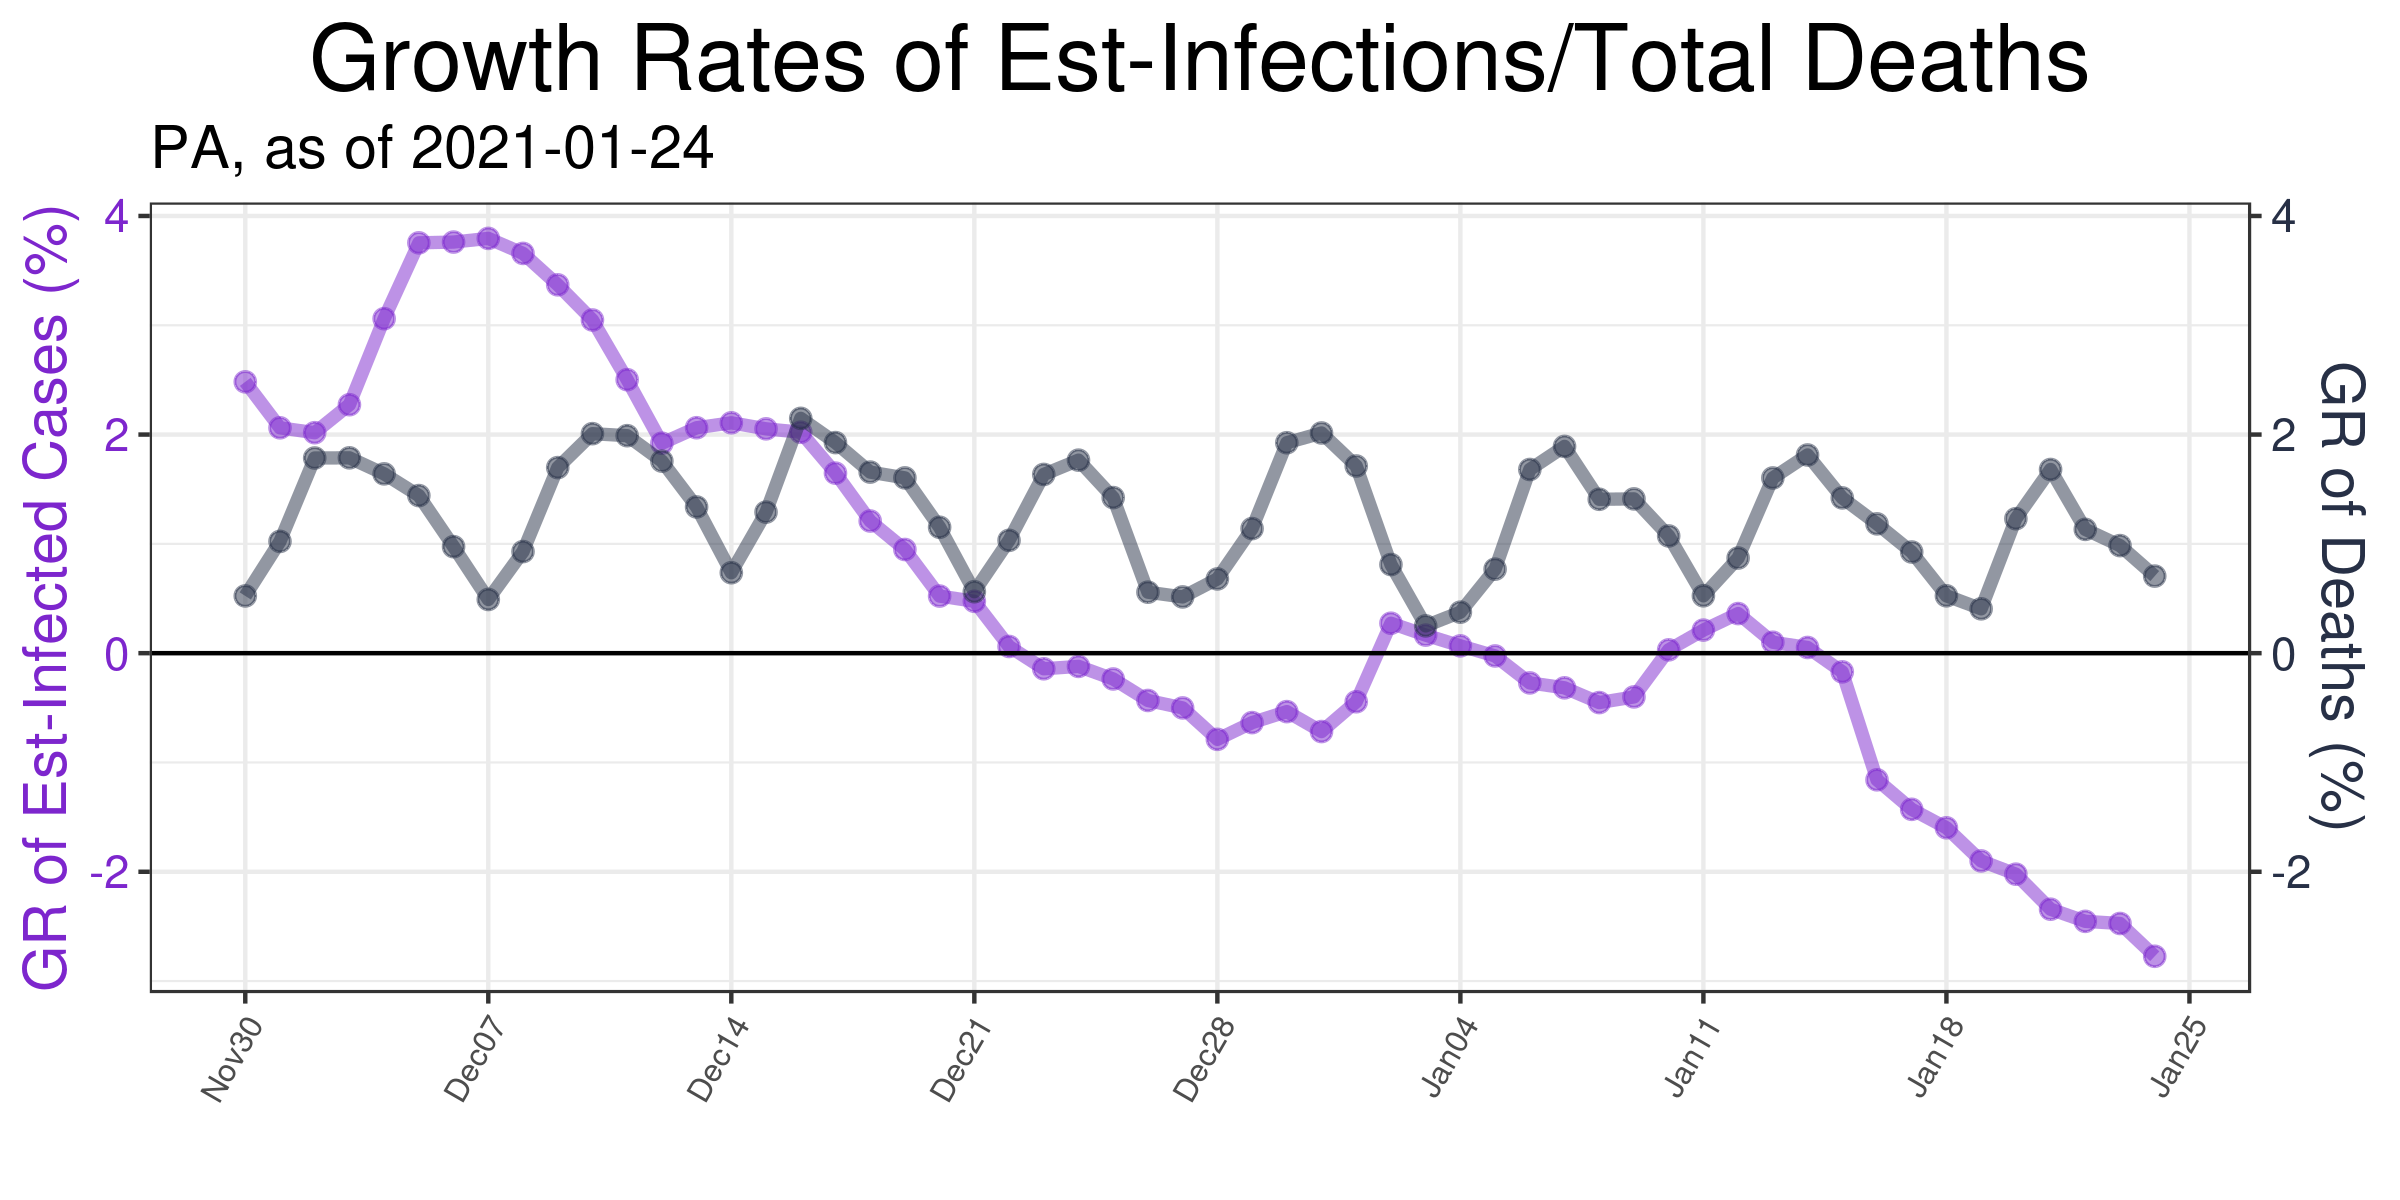 Growth Rates of Est-Infections/Total Deaths
PA, as of 2021-01-24
GR of Est-Infected Cases (%)
4
2
0
-2
4
2
0
-2
GR of Deaths (%)
Nov30
Dec07
Dec14
Dec21
Dec28
Jan04
Jan11
Jan18
Jan25